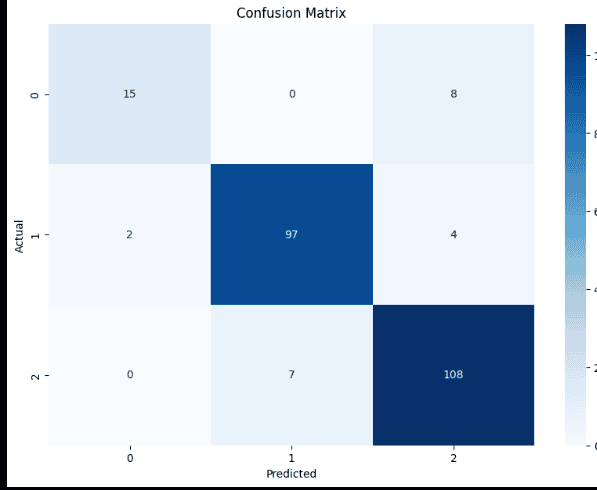 Confusion Matrix
0 15 0 8
Actual
1 2 97 4
2 0 7 108
0 1 2
Predicted